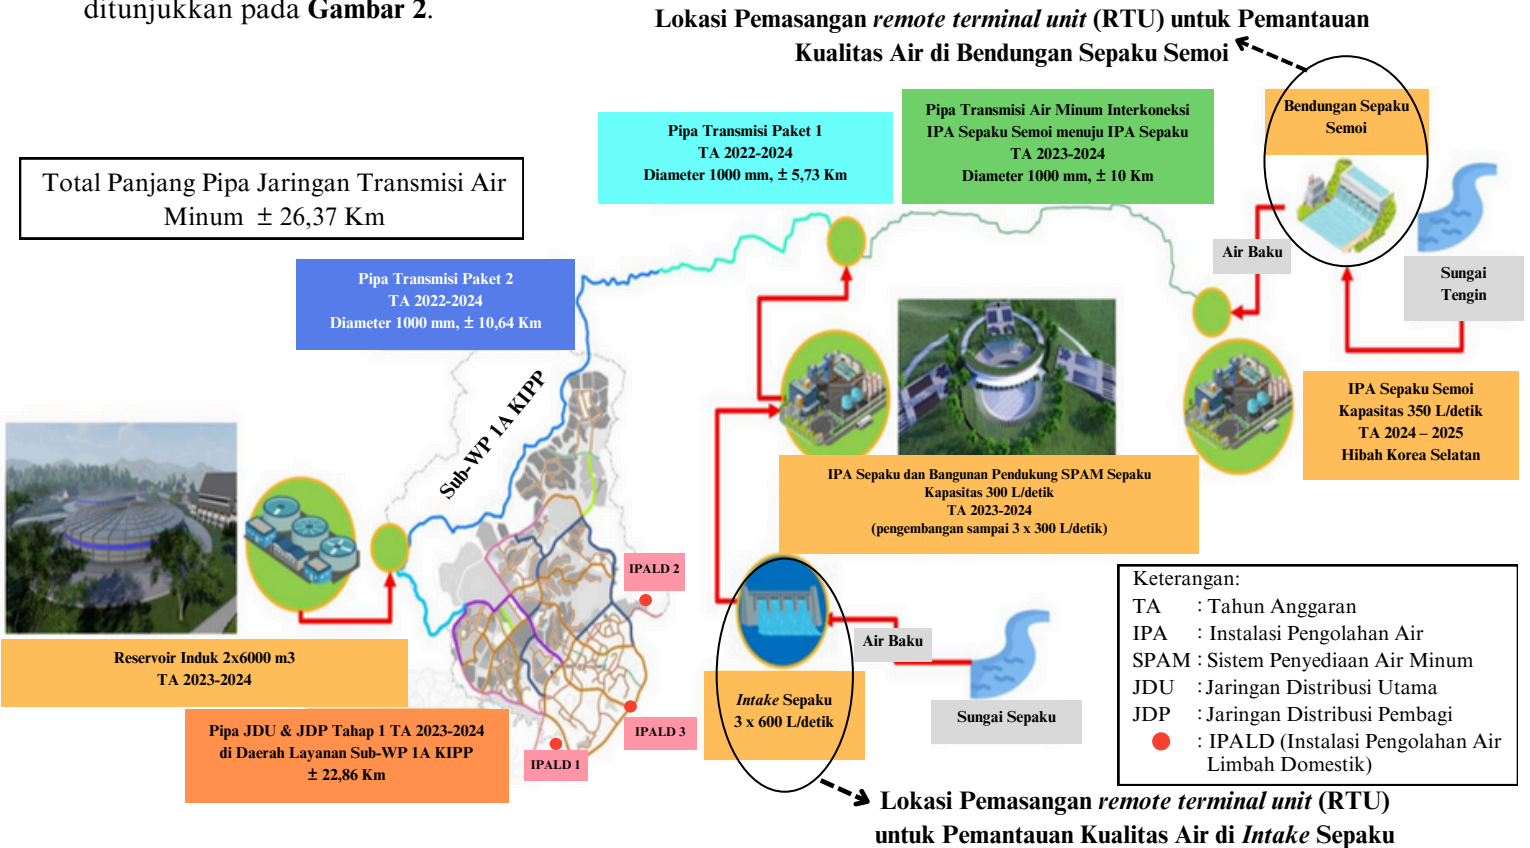 ditunjukkan pada Gambar 2.
Lokasi Pemasangan remote terminal unit (RTU) untuk Pemantauan
Kualitas Air di Bendungan Sepaku Semoi
Total Panjang Pipa Jaringan Transmisi Air
Minum ± 26,37 Km
Pipa Transmisi Paket 1
TA 2022-2024
Diameter 1000 mm, ± 5,73 Km
Pipa Transmisi Air Minum Interkoneksi
IPA Sepaku Semoi menuju IPA Sepaku
TA 2023-2024
Diameter 1000 mm, ± 10 Km
Bendungan Sepaku
Semoi
Air Baku
Sungai
Tengin
Pipa Transmisi Paket 2
TA 2022-2024
Diameter 1000 mm, ± 10,64 Km
Sub-WP 1A KIPP
IPA Sepaku Semoi
Kapasitas 350 L/detik
TA 2024 – 2025
Hibah Korea Selatan
IPA Sepaku dan Bangunan Pendukung SPAM Sepaku
Kapasitas 300 L/detik
TA 2023-2024
(pengembangan sampai 3 x 300 L/detik)
Reservoir Induk 2x6000 m3
TA 2023-2024
Pipa JDU & JDP Tahap 1 TA 2023-2024
di Daerah Layanan Sub-WP 1A KIPP
± 22,86 Km
IPALD 2
IPALD 3
IPALD 1
Air Baku
Intake Sepaku
3 x 600 L/detik
Sungai Sepaku
Keterangan:
TA : Tahun Anggaran
IPA : Instalasi Pengolahan Air
SPAM : Sistem Penyediaan Air Minum
JDU : Jaringan Distribusi Utama
JDP : Jaringan Distribusi Pembagi
: IPALD (Instalasi Pengolahan Air
Limbah Domestik)
Lokasi Pemasangan remote terminal unit (RTU)
untuk Pemantauan Kualitas Air di Intake Sepaku